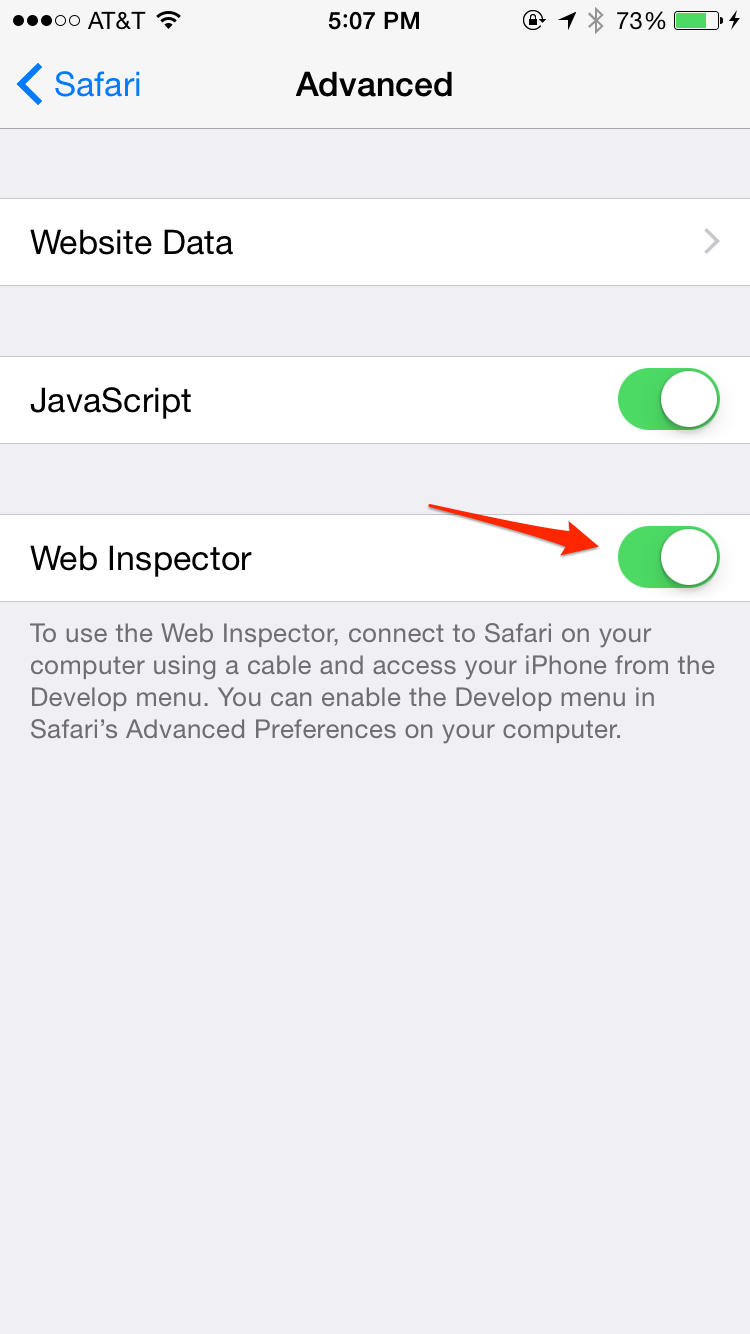 AT&T 5:07 PM 73%
Safari Advanced
Website Data
JavaScript
Web Inspector
To use the Web Inspector, connect to Safari on your
computer using a cable and access your iPhone from the
Develop menu. You can enable the Develop menu in
Safari’s Advanced Preferences on your computer.